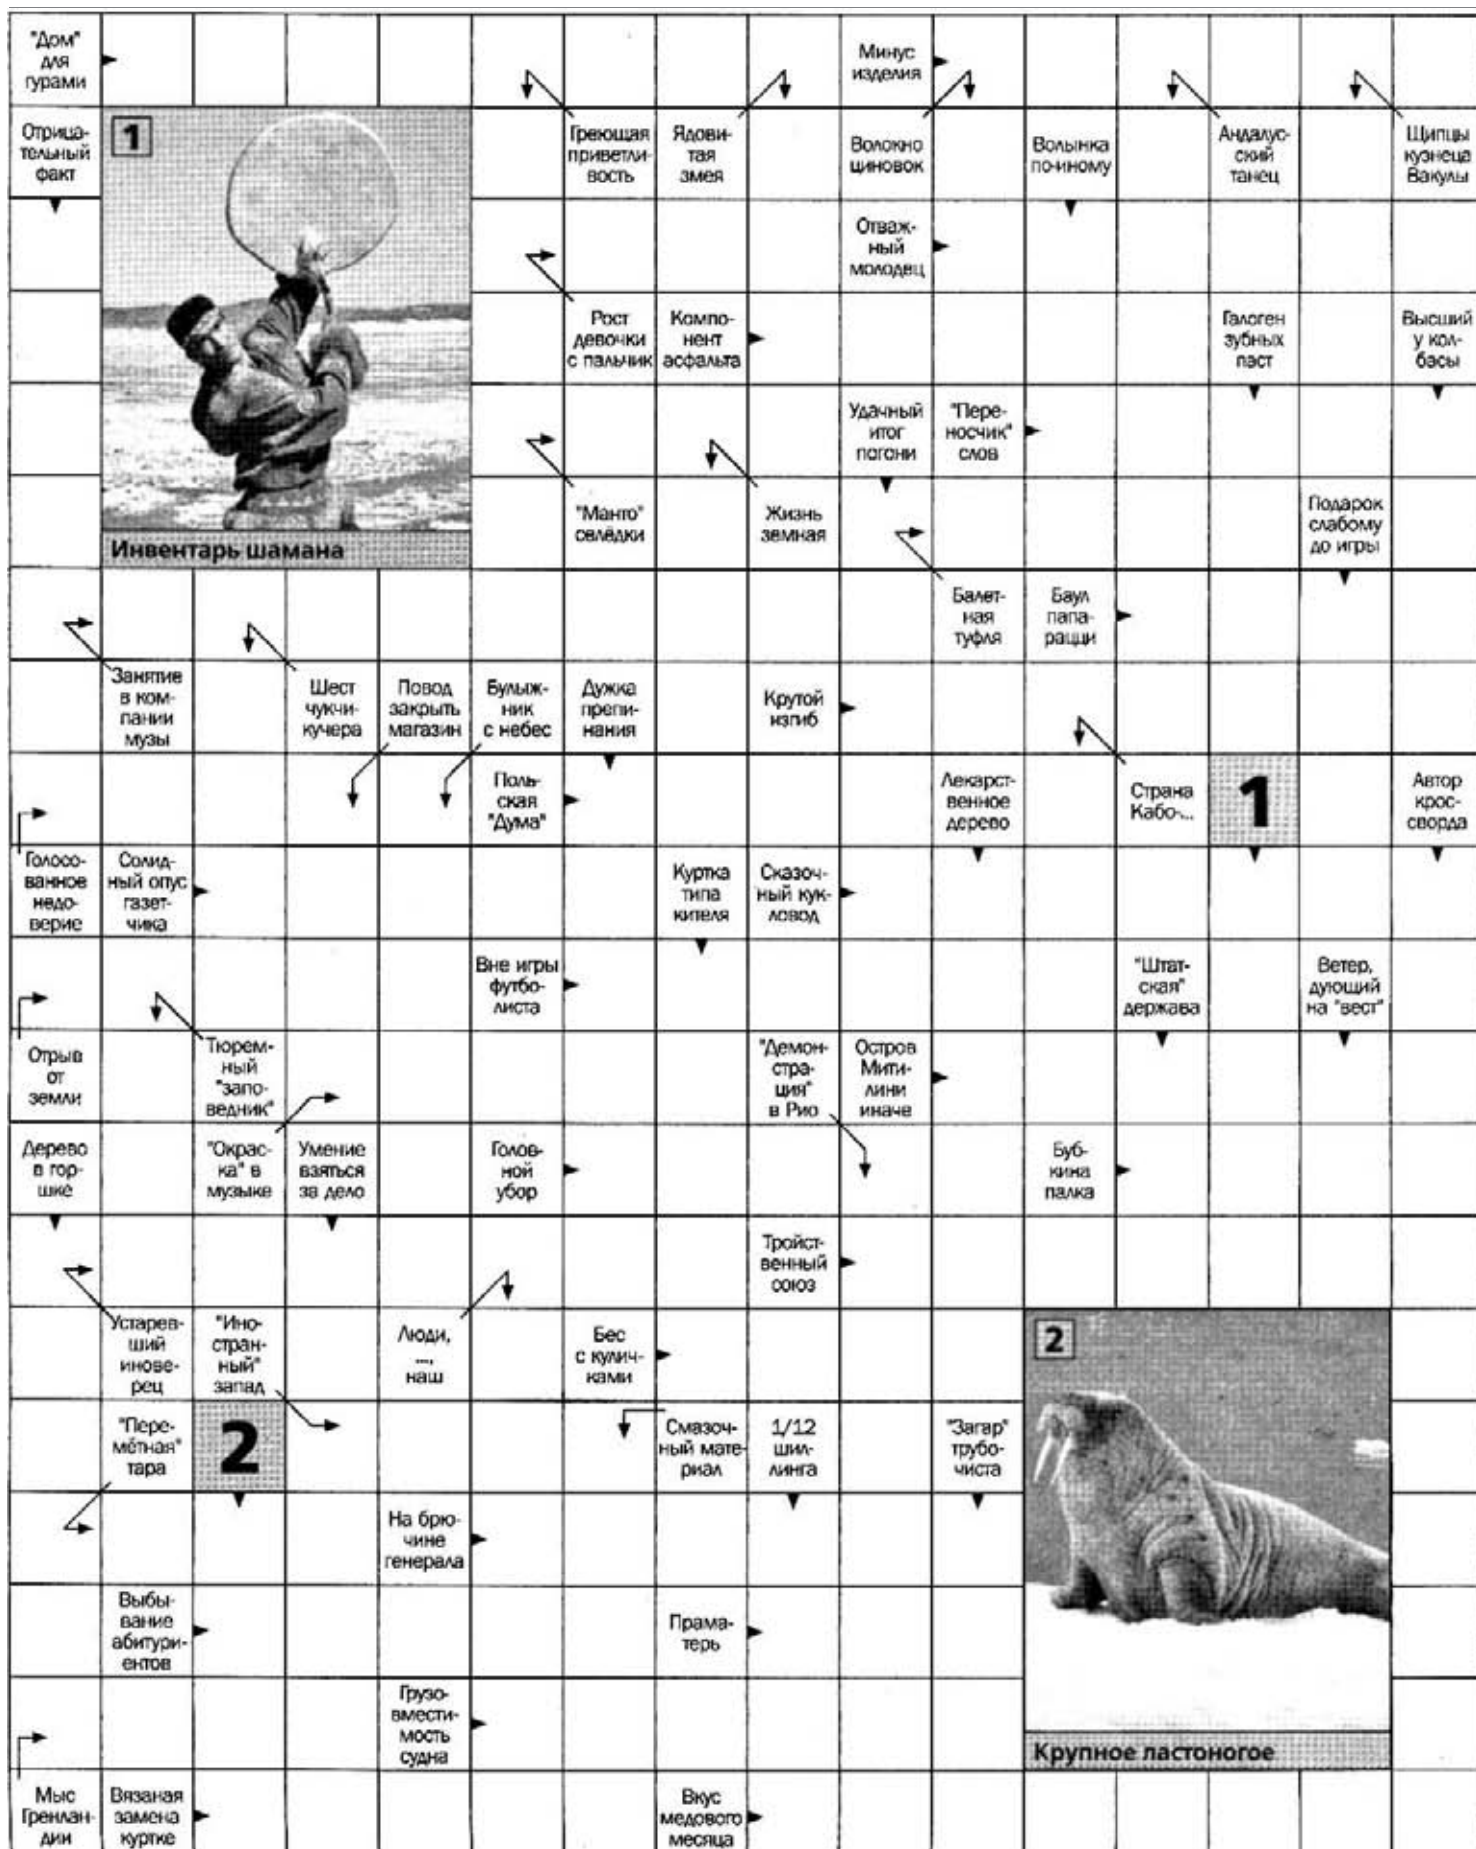 "Дом"
для
гурами
Минус
изделия
Отрица-
тельный
факт
1
Греющая
приветли-
вость
Ядови-
тая
змея
Волокно
циновок
Волынка
по-иному
Андалус-
ский
танец
Щипцы
кузнеца
Вакулы
Отваж-
ный
молодец
Рост
девочки
с пальчик
Компо-
нент
асфальта
Галоген
зубных
паст
Высший
у кол-
басы
Удачный
итог
погони
"Пере-
носчик"
слов
"Манто"
селёдки
Жизнь
земная
Подарок
слабому
до игры
Инвентарь шамана
Балет-
ная
туфля
Баул
папа-
рацци
Занятие
в ком-
пании
музы
Шест
чукчи-
кучера
Повод
закрыть
магазин
Булыж-
ник
с небес
Дужка
препи-
нания
Крутой
изгиб
Поль-
ская
"Дума"
Лекарст-
венное
дерево
Страна
Кабо-...
1
Автор
крос-
сворда
Голосо-
ванное
недо-
верие
Солид-
ный опус
газет-
чика
Куртка
типа
кителя
Сказоч-
ный кук-
ловод
Вне игры
футбо-
листа
"Штат-
ская"
держава
Ветер,
дующий
на "вест"
Отрыв
от
земли
Тюрем-
ный
"запо-
ведник"
"Демон-
стра-
ция"
в Рио
Остров
Мити-
лини
иначе
Дерево
в гор-
шке
"Окрас-
ка" в
музыке
Умение
взяться
за дело
Голов-
ной
убор
Буб-
кина
палка
Тройст-
венный
союз
Устарев-
ший
инове-
рец
"Ино-
стран-
ный"
запад
Люди,
...,
наш
Бес
с кулич-
ками
2
"Пере-
мётная"
тара
2
Смазоч-
ный мате-
риал
1/12
шил-
линга
"Загар"
трубо-
чиста
На брю-
чине
генерала
Выбы-
вание
абитури-
ентов
Прама-
терь
Грузо-
вмести-
мость
судна
Крупное ластоногое
Мыс
Гренлан-
дии
Вязаная
замена
куртке
Вкус
медового
месяца